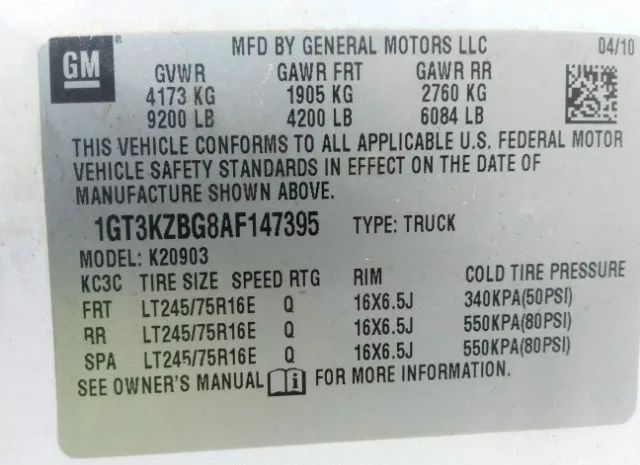 GM MFD BY GENERAL MOTORS LLC 04/10
GVWR GAWR FRT GAWR RR
4173 KG 1905 KG 2760 KG
9200 LB 4200 LB 6084 LB
THIS VEHICLE CONFORMS TO ALL APPLICABLE U.S. FEDERAL MOTOR
VEHICLE SAFETY STANDARDS IN EFFECT ON THE DATE OF
MANUFACTURE SHOWN ABOVE.
1GT3KZBG8AF147395 TYPE: TRUCK
MODEL: K20903
KC3C TIRE SIZE SPEED RTG RIM COLD TIRE PRESSURE
FRT LT245/75R16E Q 16X6.5J 340KPA(50PSI)
RR LT245/75R16E Q 16X6.5J 550KPA(80PSI)
SPA LT245/75R16E Q 16X6.5J 550KPA(80PSI)
SEE OWNER'S MANUAL i FOR MORE INFORMATION.